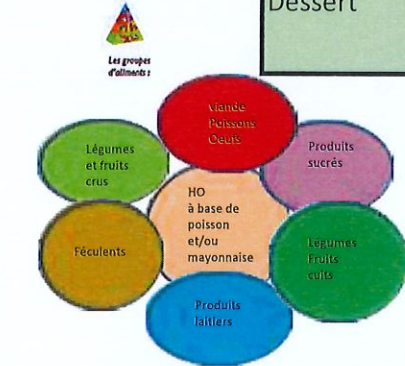 Dessert
Les groupes
d'aliments :
Viande
Poissons
Oeufs
Légumes
et fruits
crus
Produits
sucrés
HO
à base de
poisson
et/ou
mayonnaise
Féculents
Légumes
Fruits
cuits
Produits
laitiers